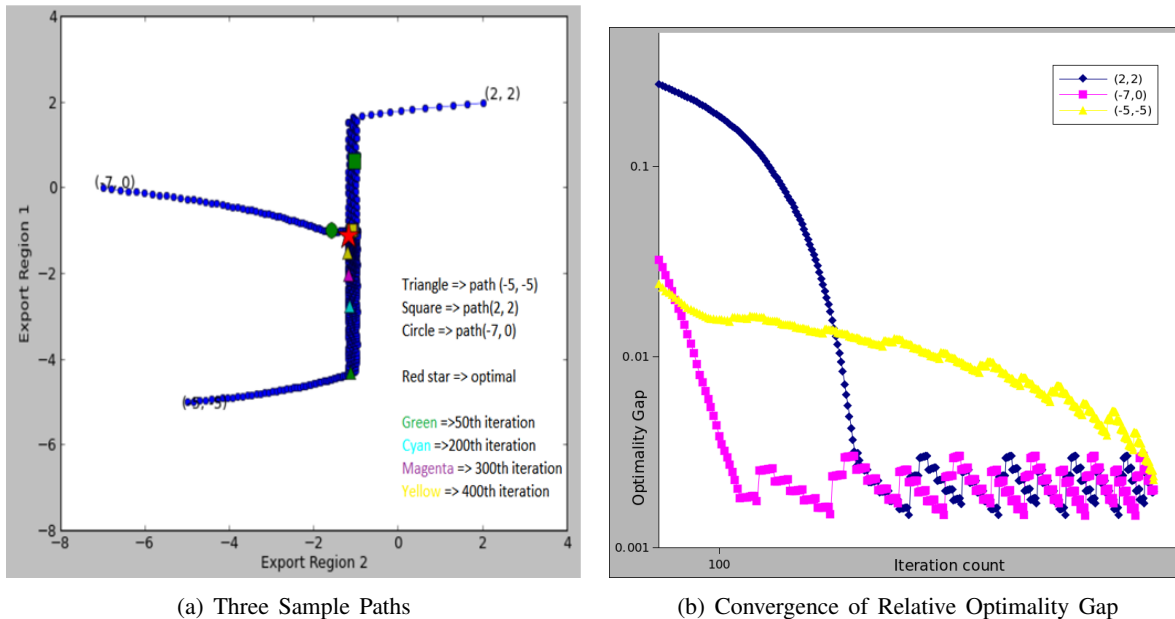 4
2
0
−2
−4
−6
−8
−8
−6
−4
−2
0
2
4
Export Region 1
Export Region 2
(2, 2)
(-7, 0)
(-5, -5)
Triangle => path (-5, -5)
Square => path(2, 2)
Circle => path(-7, 0)
Red star => optimal
Green =>50th iteration
Cyan =>200th iteration
Magenta => 300th iteration
Yellow => 400th iteration
(a) Three Sample Paths
(2,2)
(-7,0)
(-5,-5)
0.1
0.01
0.001
Optimality Gap
100
Iteration count
(b) Convergence of Relative Optimality Gap